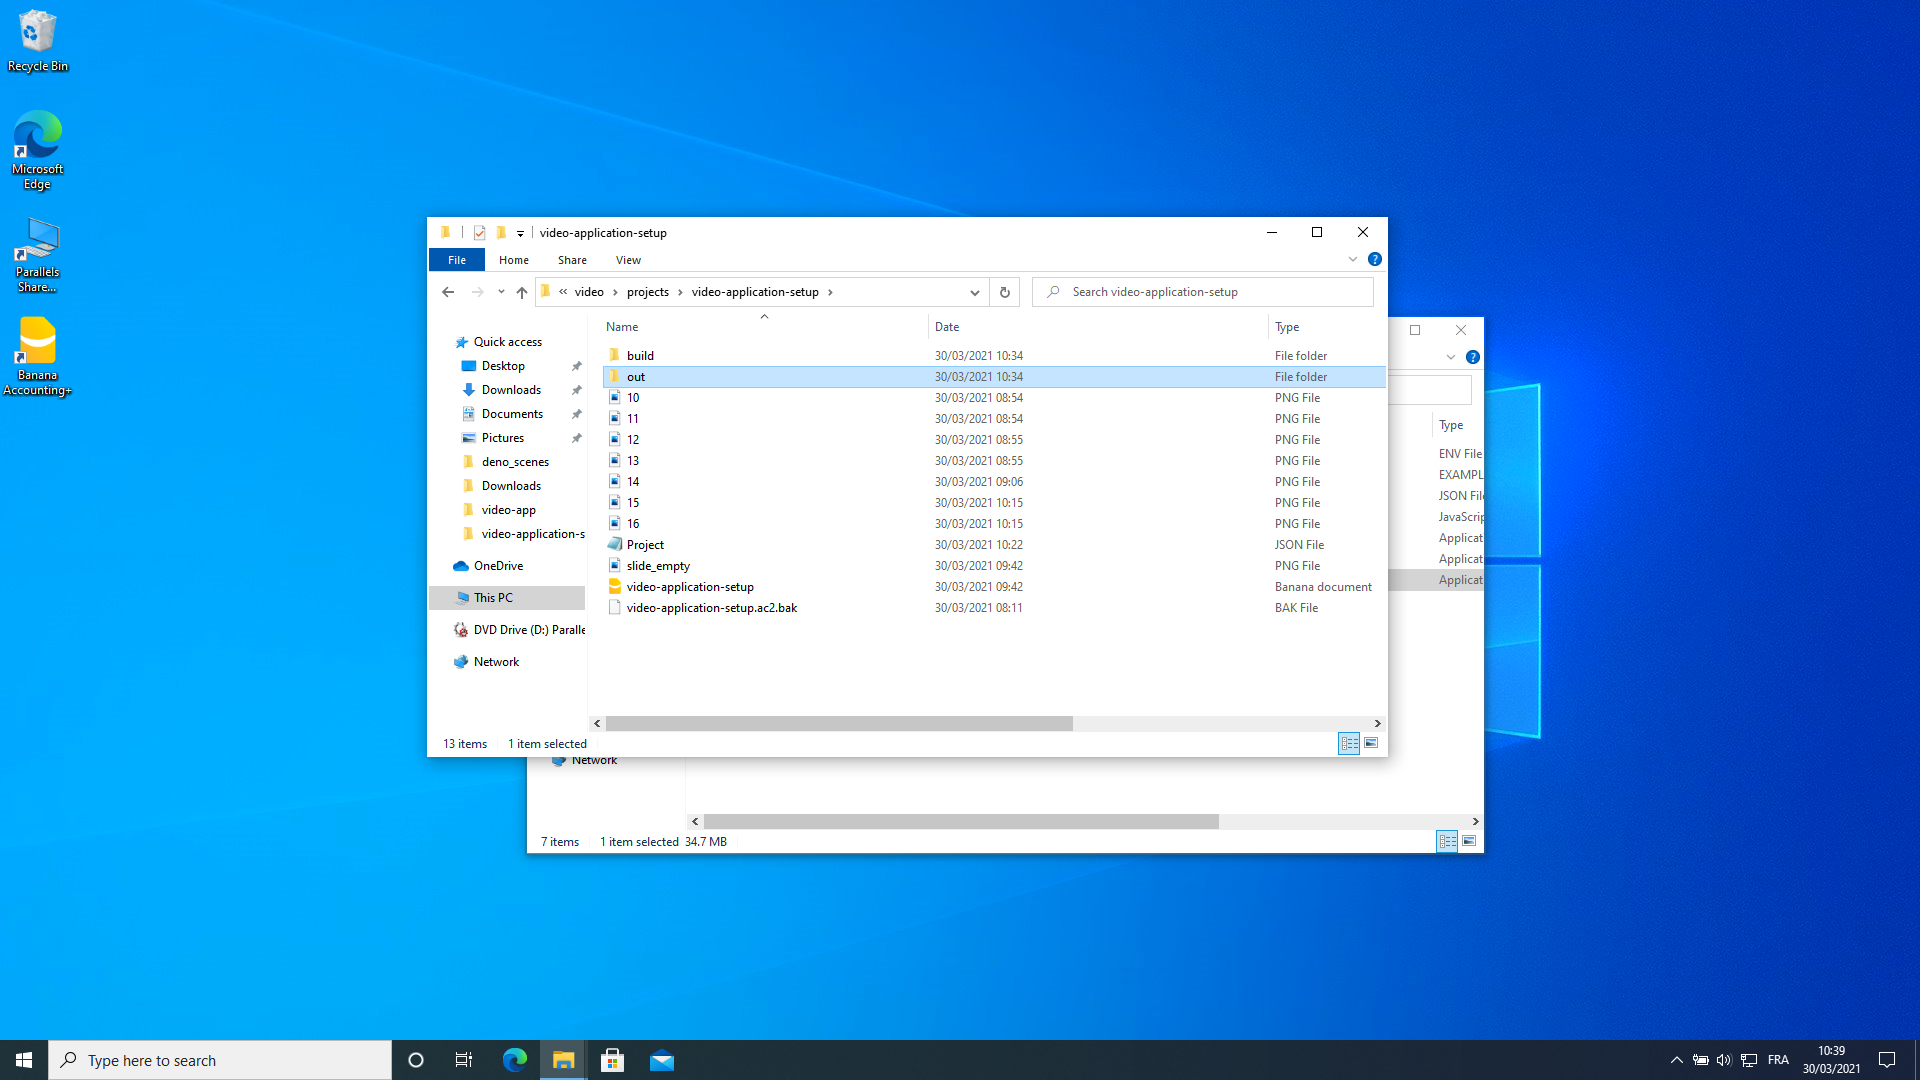 Recycle Bin
Microsoft
Edge
Parallels
Share...
Banana
Accounting+
video-application-setup
File Home Share View
« video › projects › video-application-setup ›
Search video-application-setup
Name Date Type
Quick access
Desktop
Downloads
Documents
Pictures
deno_scenes
Downloads
video-app
video-application-s
OneDrive
This PC
DVD Drive (D:) Paralle
Network
build 30/03/2021 10:34 File folder
out 30/03/2021 10:34 File folder
10 30/03/2021 08:54 PNG File
11 30/03/2021 08:54 PNG File
12 30/03/2021 08:55 PNG File
13 30/03/2021 08:55 PNG File
14 30/03/2021 09:06 PNG File
15 30/03/2021 10:15 PNG File
16 30/03/2021 10:15 PNG File
Project 30/03/2021 10:22 JSON File
slide_empty 30/03/2021 09:42 PNG File
video-application-setup 30/03/2021 09:42 Banana document
video-application-setup.ac2.bak 30/03/2021 08:11 BAK File
13 items 1 item selected
Type
ENV File
EXAMPL
JSON File
JavaScrip
Applicat
Applicat
Applicat
Network
7 items 1 item selected 34.7 MB
Type here to search
FRA
10:39
30/03/2021